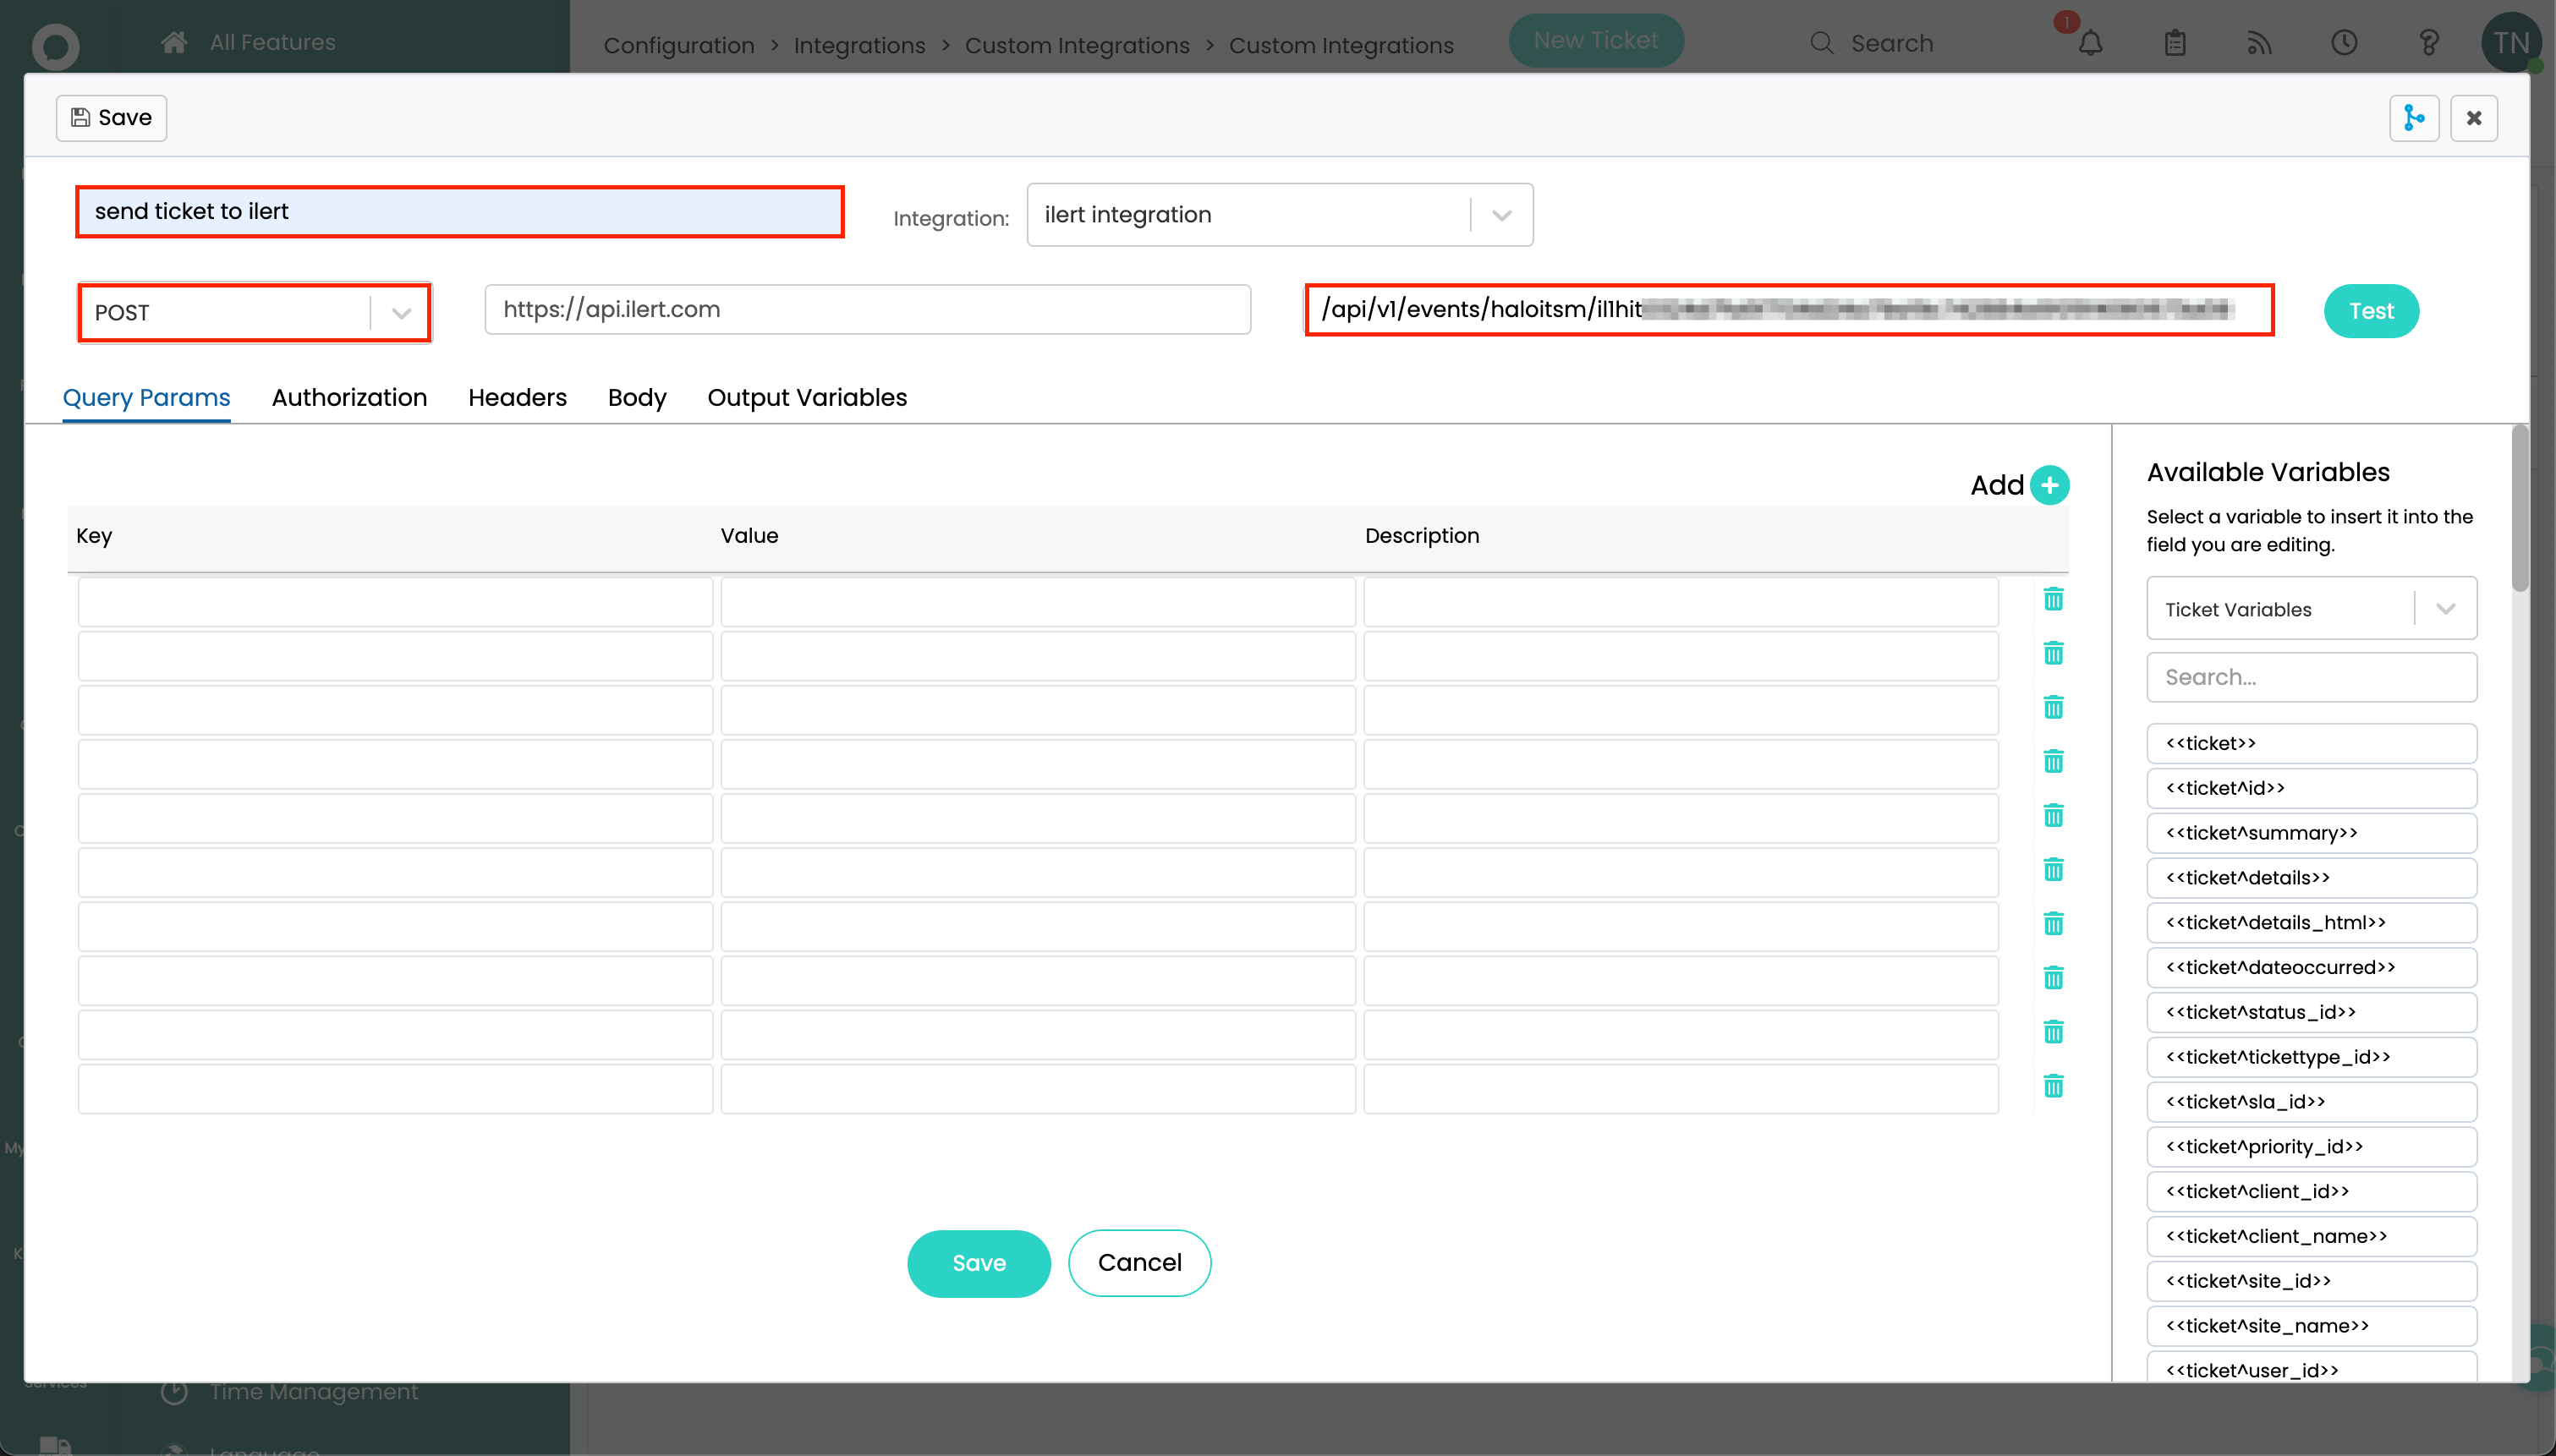 All Features
Configuration > Integrations > Custom Integrations > Custom Integrations
New Ticket
Search
1
TN
Save
send ticket to ilert
Integration:
ilert integration
POST
https://api.ilert.com
/api/v1/events/haloitsm/il1hit
Test
Query Params
Authorization
Headers
Body
Output Variables
Add
Key
Value
Description
Save
Cancel
Available Variables
Select a variable to insert it into the
field you are editing.
Ticket Variables
Search...
<<ticket>>
<<ticket^id>>
<<ticket^summary>>
<<ticket^details>>
<<ticket^details_html>>
<<ticket^dateoccurred>>
<<ticket^status_id>>
<<ticket^tickettype_id>>
<<ticket^sla_id>>
<<ticket^priority_id>>
<<ticket^client_id>>
<<ticket^client_name>>
<<ticket^site_id>>
<<ticket^site_name>>
<<ticket^user_id>>
My
Time Management
Language